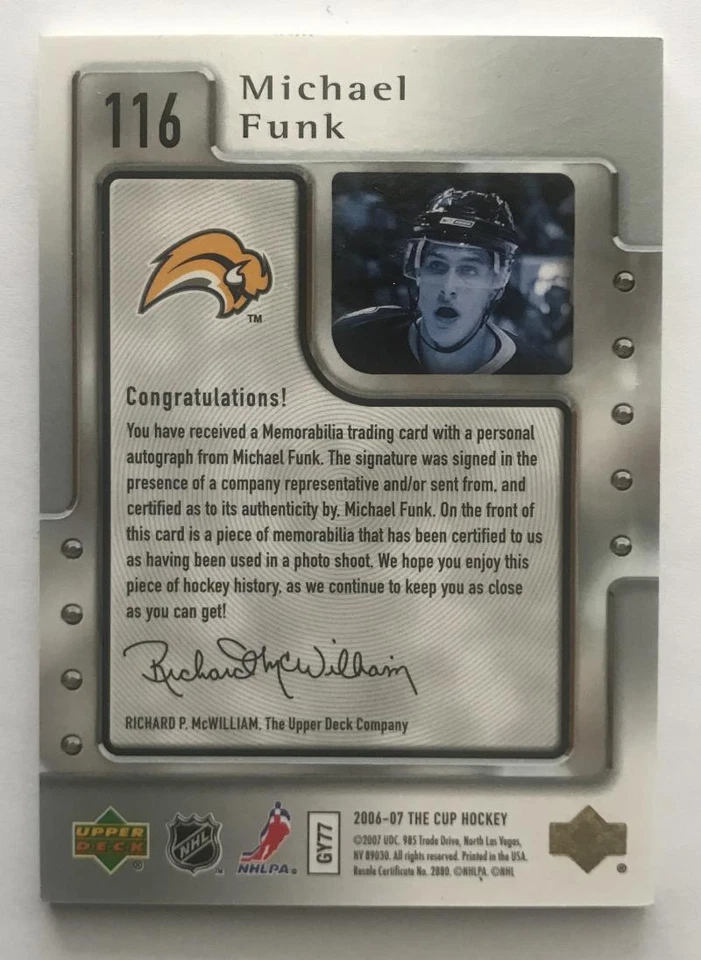 116
Michael
Funk
TM
Congratulations!
You have received a Memorabilia trading card with a personal
autograph from Michael Funk. The signature was signed in the
presence of a company representative and/or sent from, and
certified as to its authenticity by, Michael Funk. On the front of
this card is a piece of memorabilia that has been certified to us
as having been used in a photo shoot. We hope you enjoy this
piece of hockey history, as we continue to keep you as close
as you can get!
Richard McWilliam
RICHARD P. McWILLIAM. The Upper Deck Company
UPPER
DECK
®
NHL
TM
NHLPA®
GY77
2006-07 THE CUP HOCKEY
©2007 UDC. 985 Trade Drive, North Las Vegas,
NV 89030. All rights reserved. Printed in the USA.
Resale Certificate No. 2880. ©NHLPA. ©NHL
®